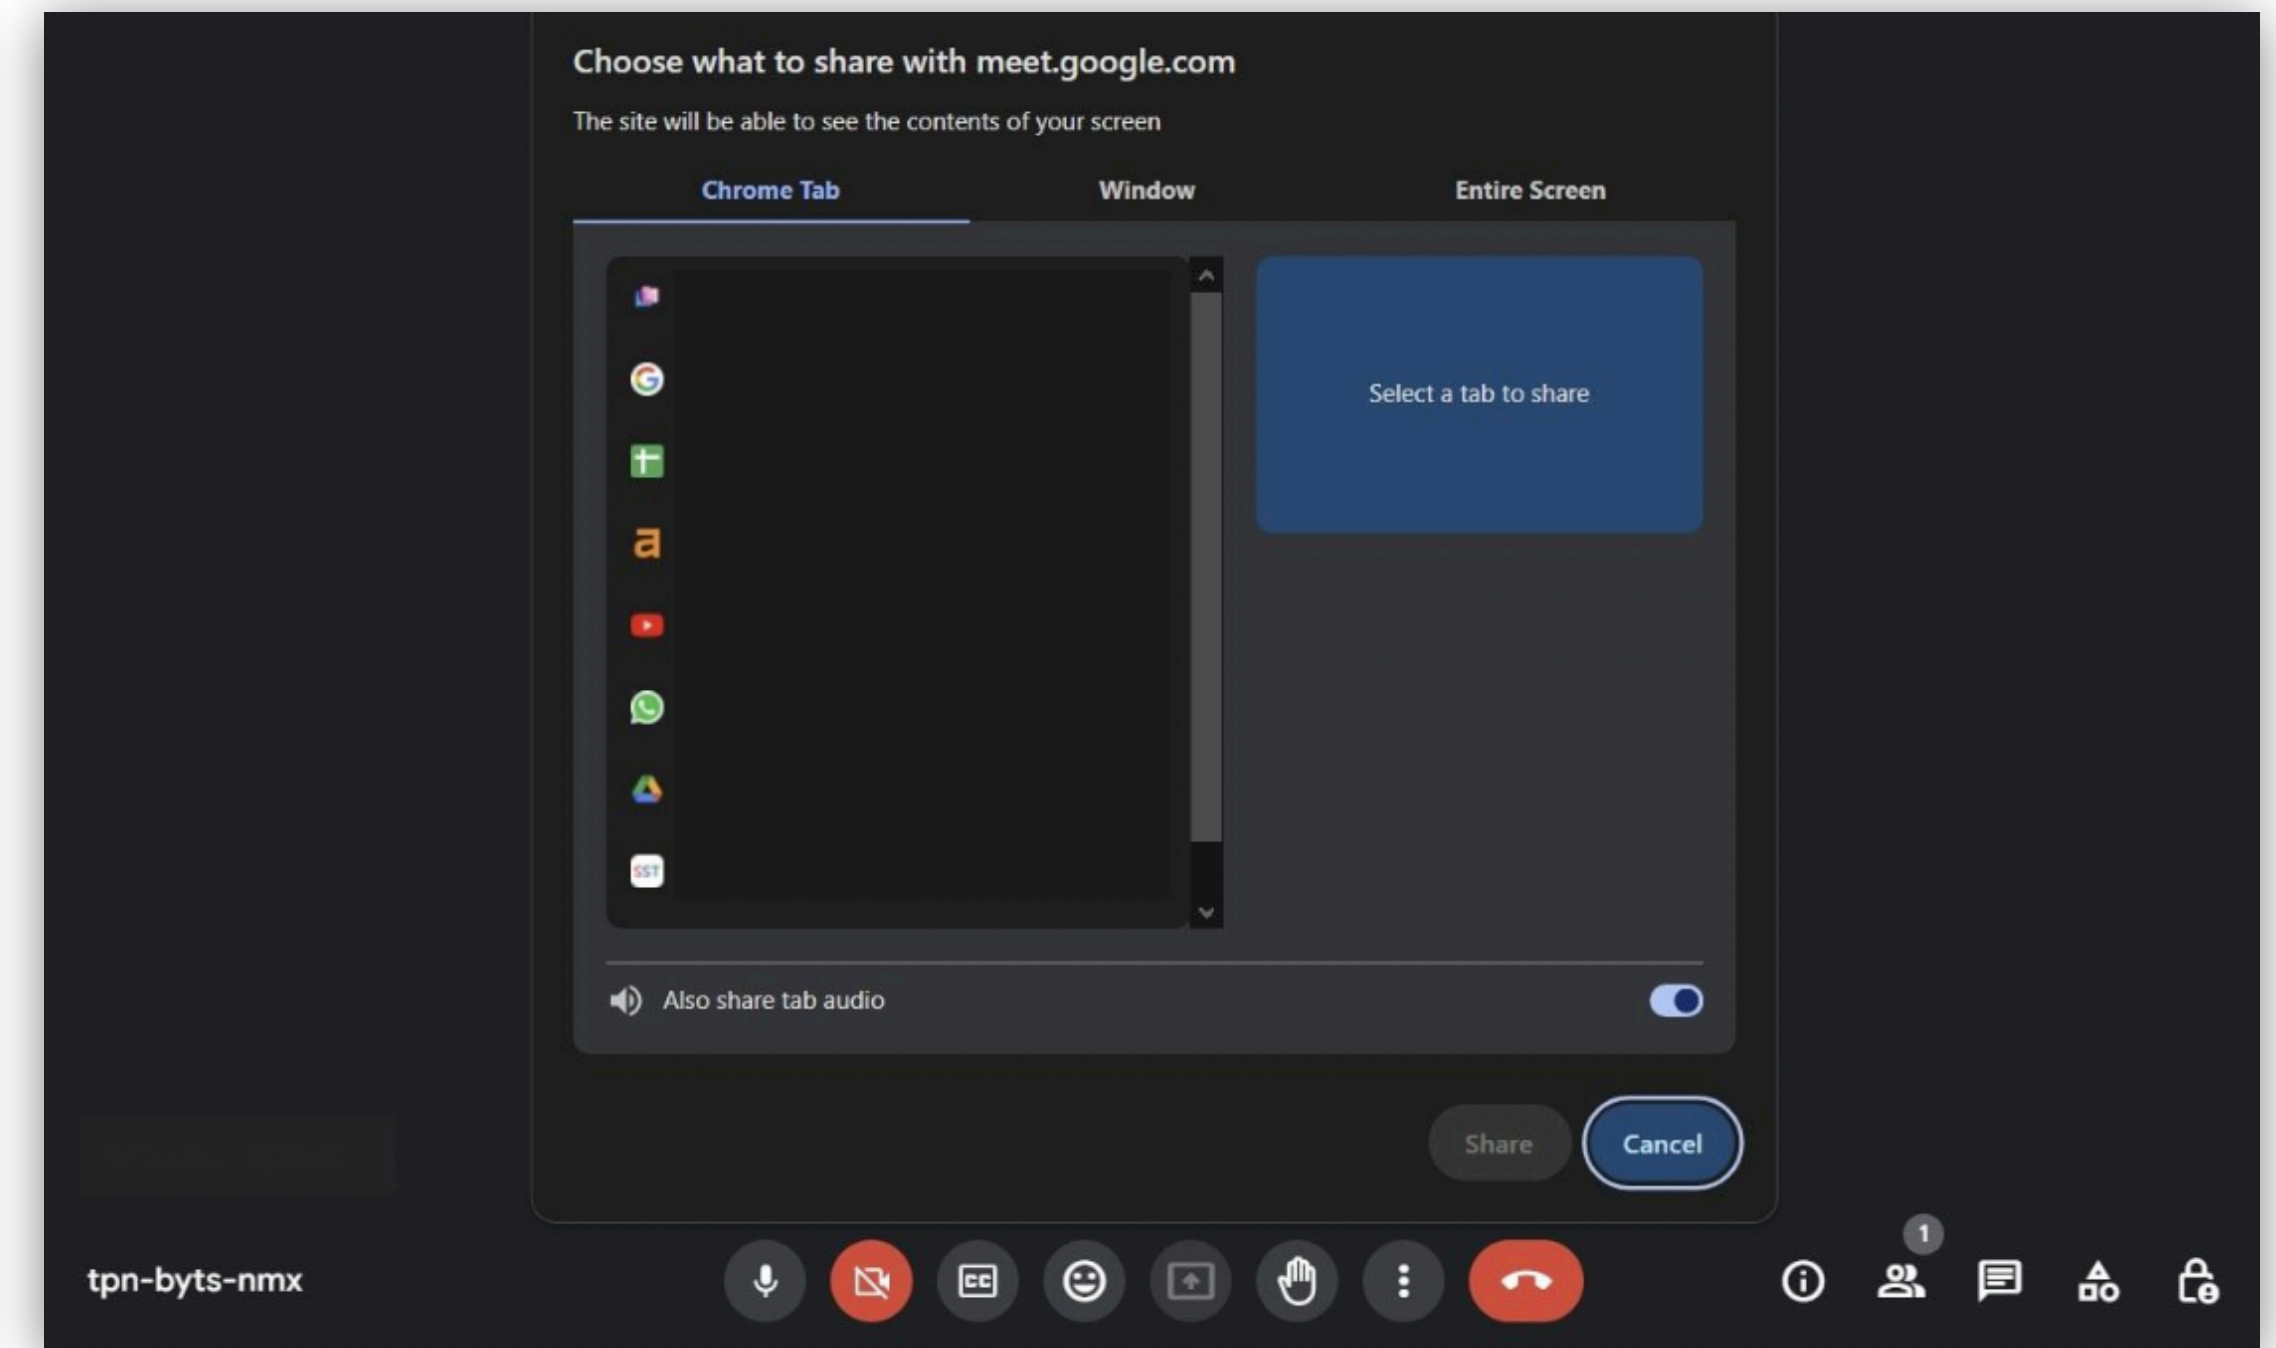 Choose what to share with meet.google.com
The site will be able to see the contents of your screen
Chrome Tab
Window
Entire Screen
Select a tab to share
a
SST
Also share tab audio
Share
Cancel
1
tpn-byts-nmx
CC